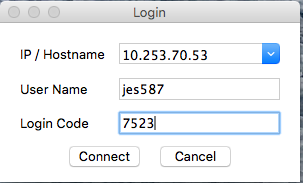 Login
IP / Hostname 10.253.70.53
User Name jes587
Login Code 7523
Connect Cancel